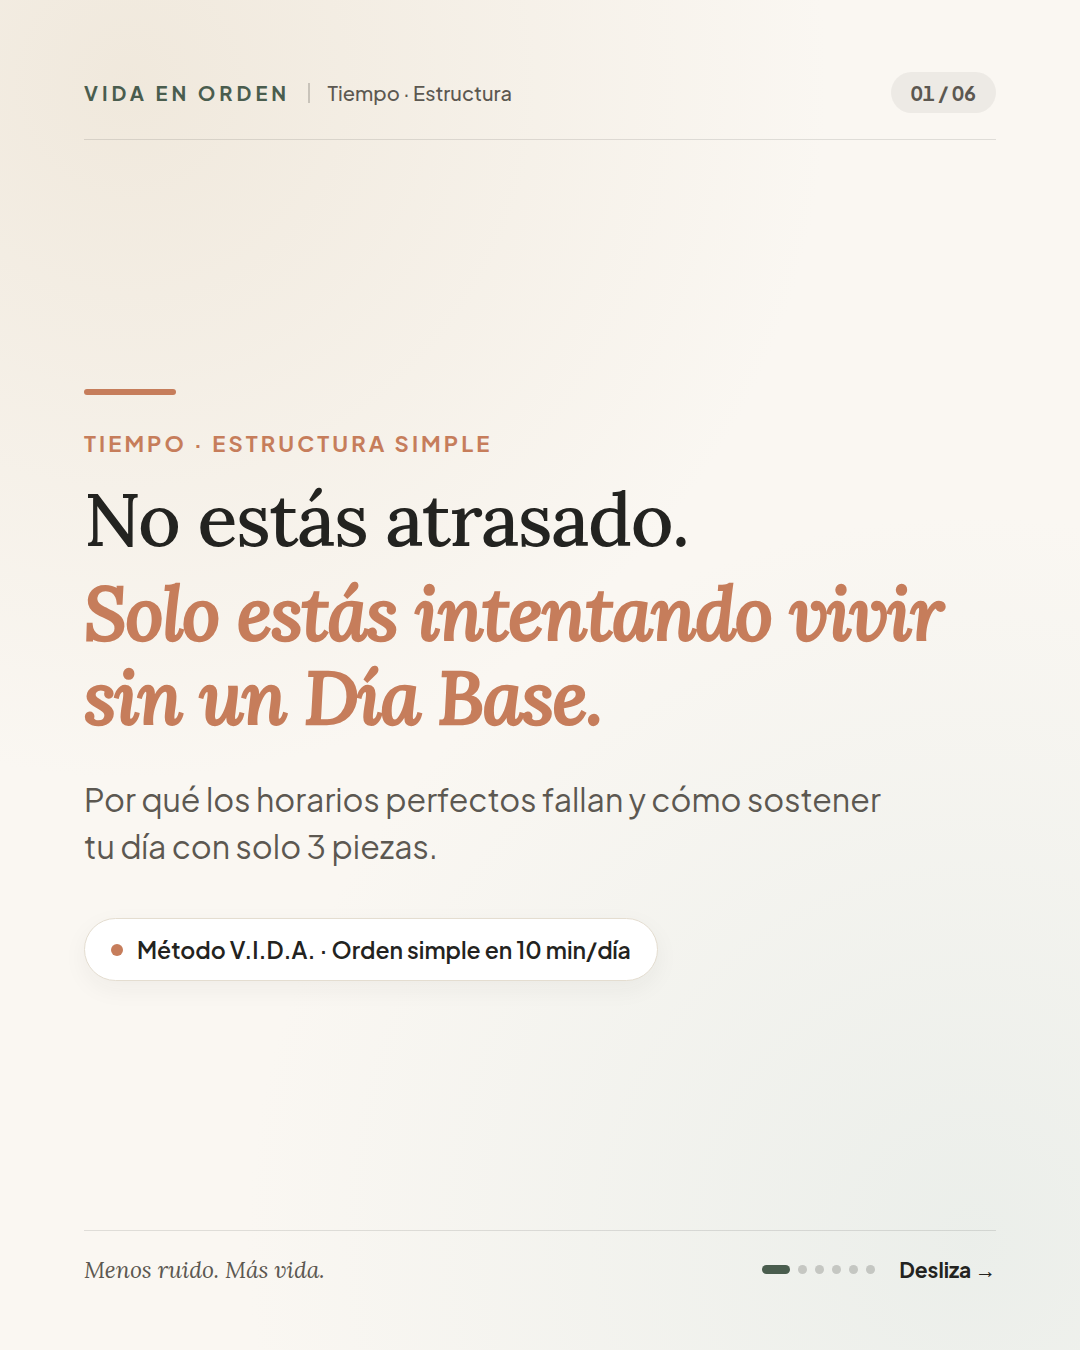 VIDA EN ORDEN | Tiempo · Estructura
01 / 06
TIEMPO · ESTRUCTURA SIMPLE
No estás atrasado.
Solo estás intentando vivir
sin un Día Base.
Por qué los horarios perfectos fallan y cómo sostener
tu día con solo 3 piezas.
Método V.I.D.A. · Orden simple en 10 min/día
Menos ruido. Más vida.
Desliza →